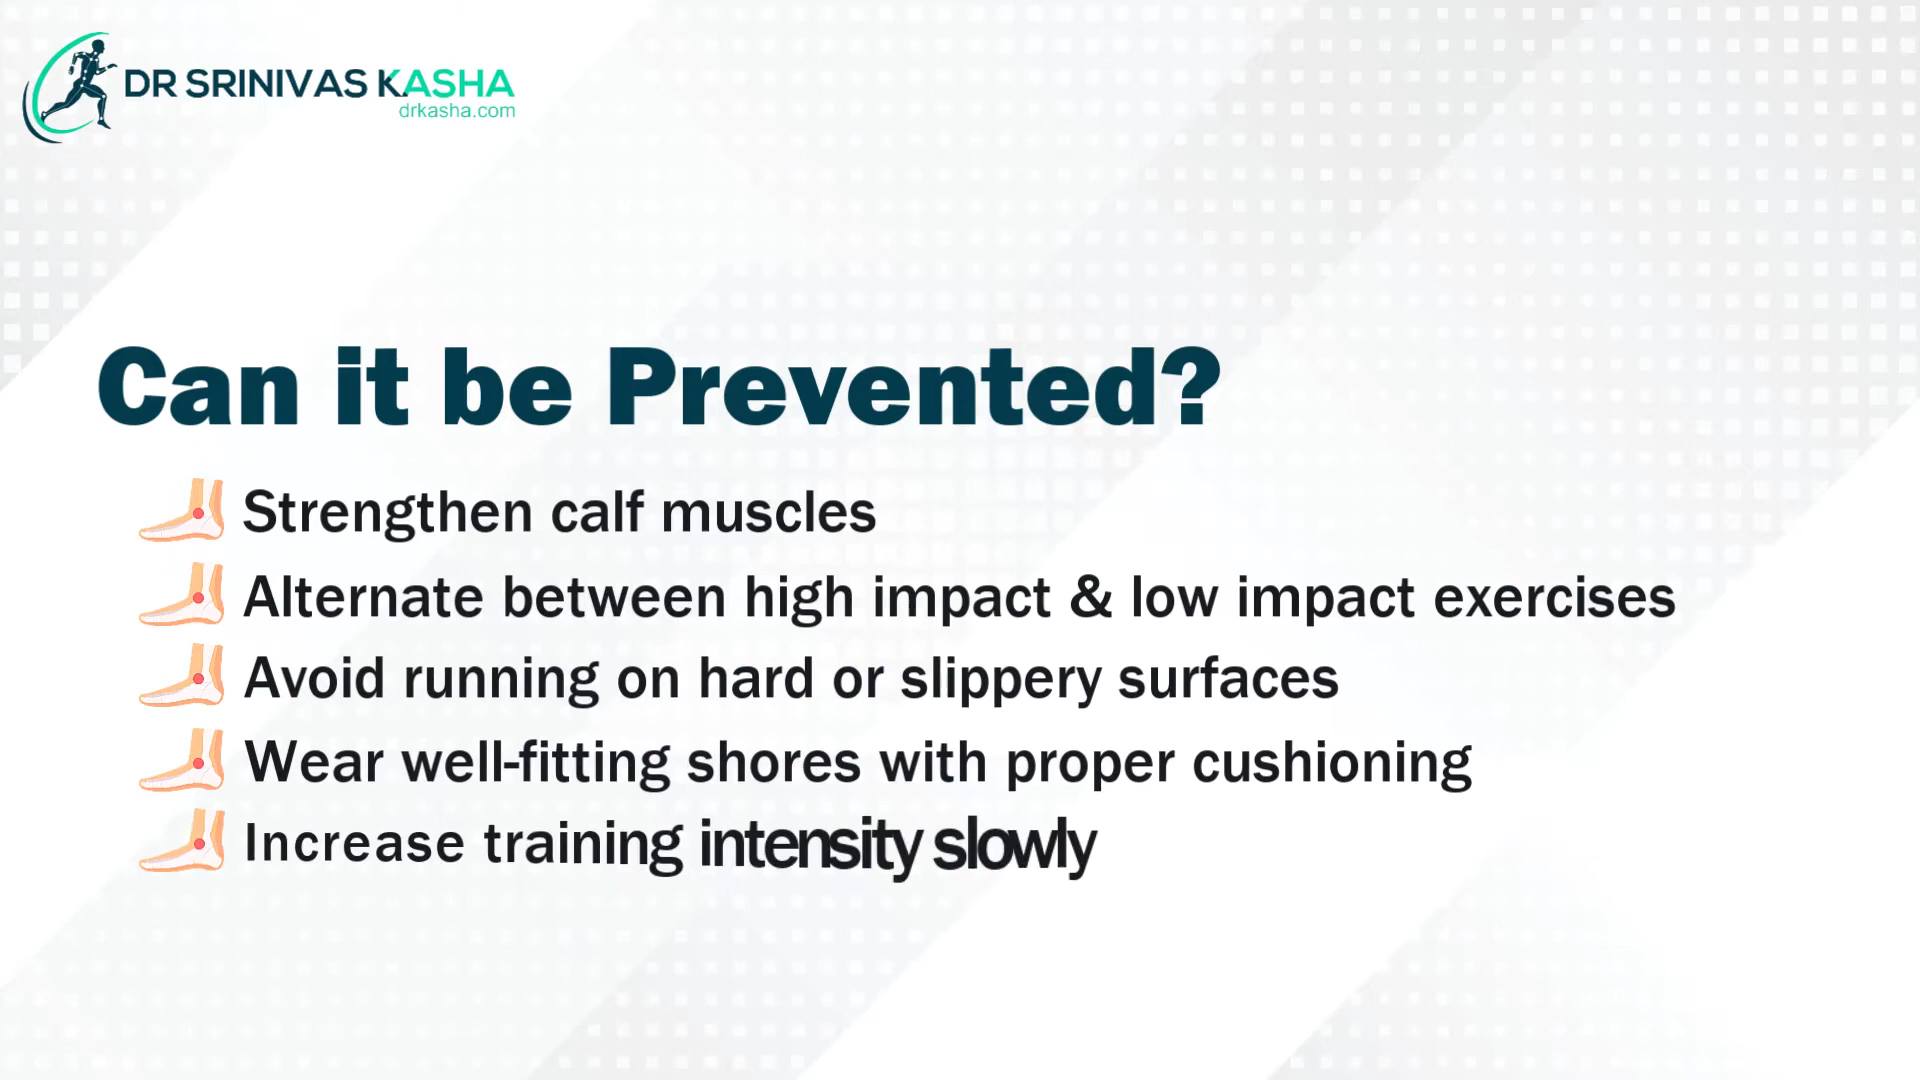 DR SRINIVAS KASHA
drkasha.com
Can it be Prevented?
Strengthen calf muscles
Alternate between high impact & low impact exercises
Avoid running on hard or slippery surfaces
Wear well-fitting shores with proper cushioning
Increase training intensity slowly